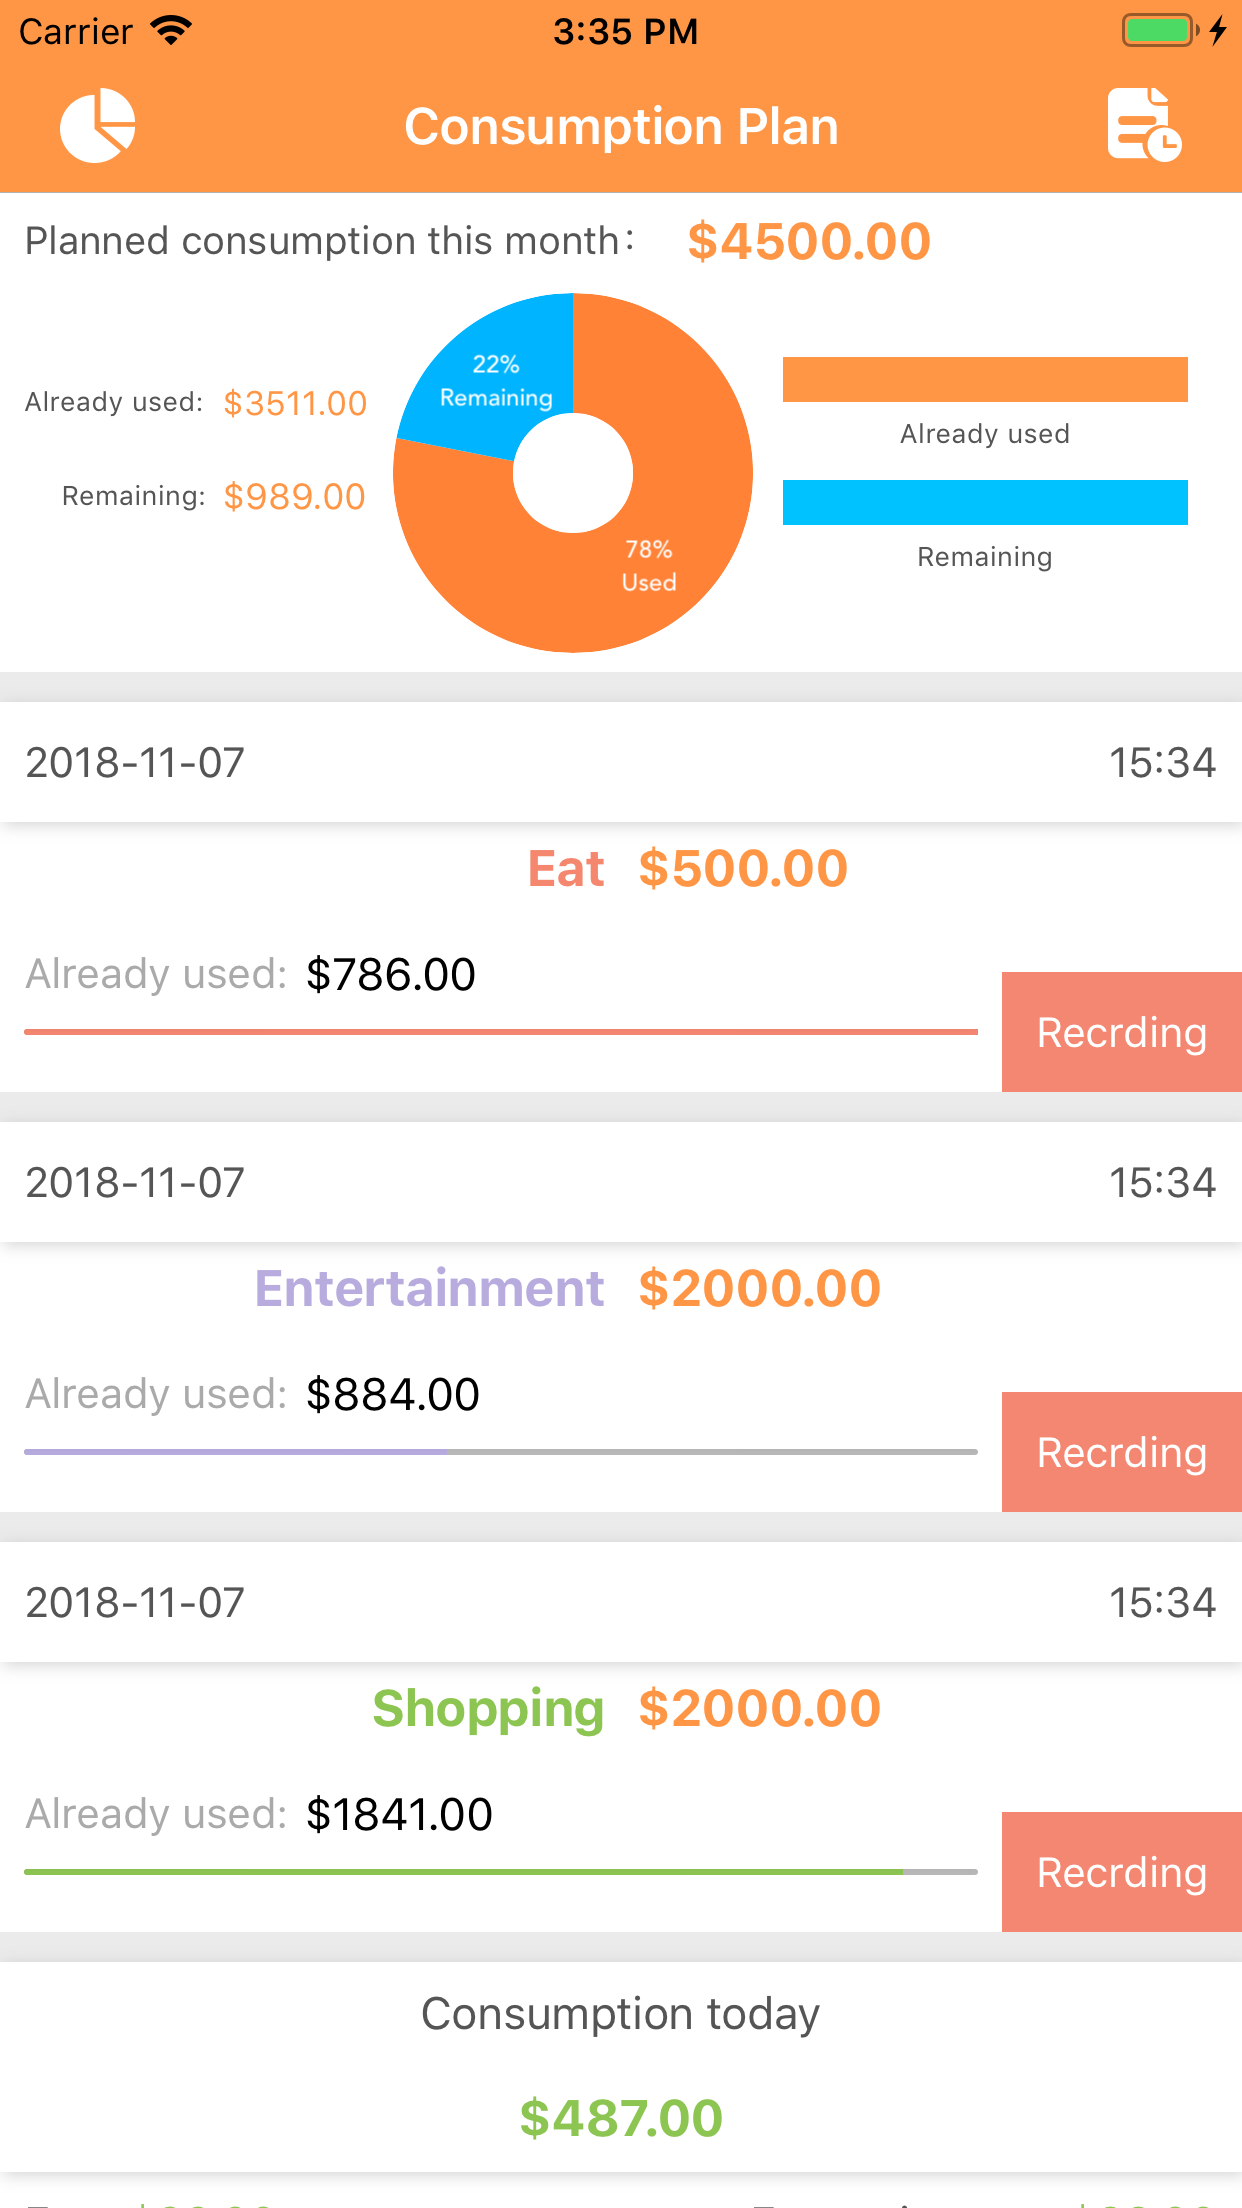 Carrier 3:35 PM
Consumption Plan
Planned consumption this month: $4500.00
22%
Remaining
Already used: $3511.00
Already used
Remaining: $989.00
78%
Used
Remaining
2018-11-07 15:34
Eat $500.00
Already used: $786.00
Recrding
2018-11-07 15:34
Entertainment $2000.00
Already used: $884.00
Recrding
2018-11-07 15:34
Shopping $2000.00
Already used: $1841.00
Recrding
Consumption today
$487.00